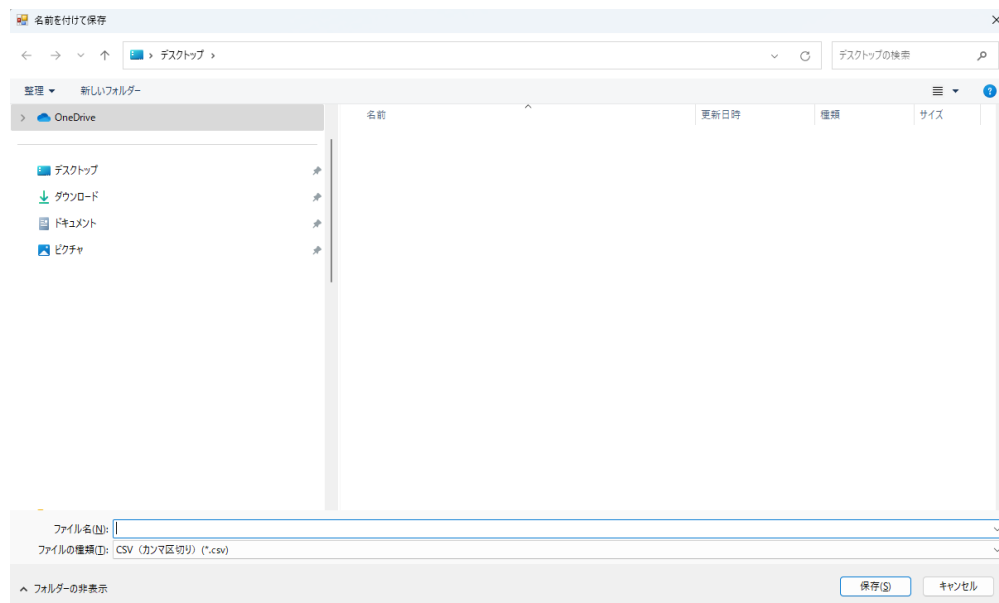 名前を付けて保存
デスクトップ
デスクトップの検索
整理 新しいフォルダー
OneDrive
名前 更新日時 種類 サイズ
デスクトップ
ダウンロード
ドキュメント
ピクチャ
ファイル名(N):
ファイルの種類(T): CSV (カンマ区切り) (*.csv)
フォルダーの非表示
保存(S) キャンセル